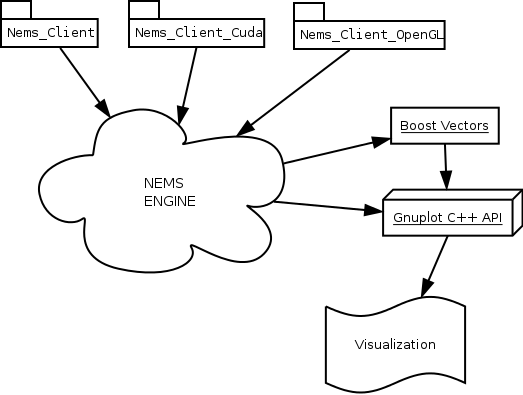 Nems_Client
Nems_Client_Cuda
Nems_Client_OpenGL
Boost Vectors
NEMS
ENGINE
Gnuplot C++ API
Visualization